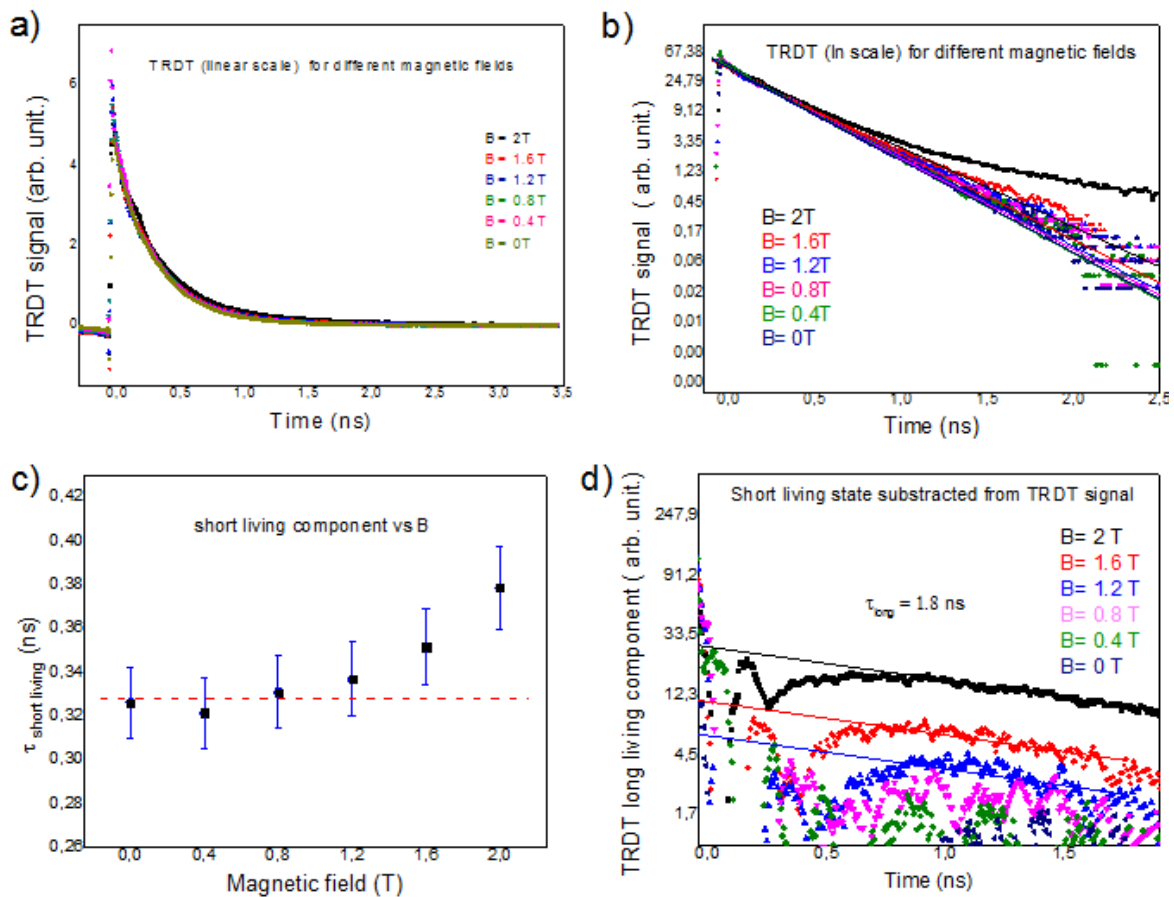 a)
TRDT (linear scale) for different magnetic fields
B = 2T
B = 1.6T
B = 1.2T
B = 0.8T
B = 0.4T
B = 0T
6
4
2
0
TRDT signal (arb. unit.)
0,0 0,5 1,0 1,5 2,0 2,5 3,0 3,5
Time (ns)
b)
TRDT (ln scale) for different magnetic fields
67,38
24,79
9,12
3,35
1,23
0,45
0,17
0,06
0,02
0,01
0,00
0,00
TRDT signal ( arb. unit.)
B= 2T
B= 1.6T
B= 1.2T
B= 0.8T
B= 0.4T
B= 0T
0,0 0,5 1,0 1,5 2,0 2,5
Time (ns)
c)
short living component vs B
0,42
0,40
0,38
0,36
0,34
0,32
0,30
0,28
0,26
τ short living (ns)
0,0 0,4 0,8 1,2 1,6 2,0
Magnetic field (T)
d)
Short living state substracted from TRDT signal
247,9
91,2
33,5
12,3
4,5
1,7
TRDT long living component ( arb. unit.)
τlong = 1.8 ns
B= 2 T
B= 1.6 T
B= 1.2 T
B= 0.8 T
B= 0.4 T
B= 0 T
0,0 0,5 1,0 1,5
Time (ns)